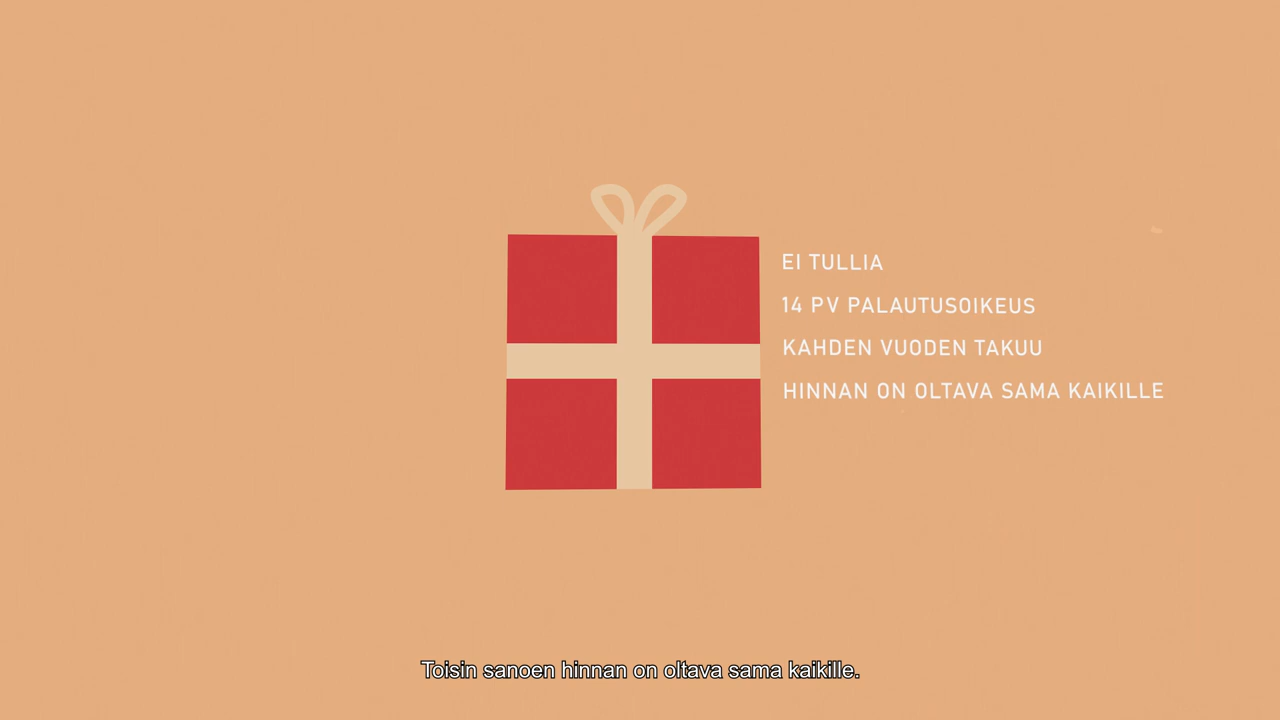 EI TULLIA
14 PV PALAUTUSOIKEUS
KAHDEN VUODEN TAKUU
HINNAN ON OLTAVA SAMA KAIKILLE
Toisin sanoen hinnan on oltava sama kaikille.